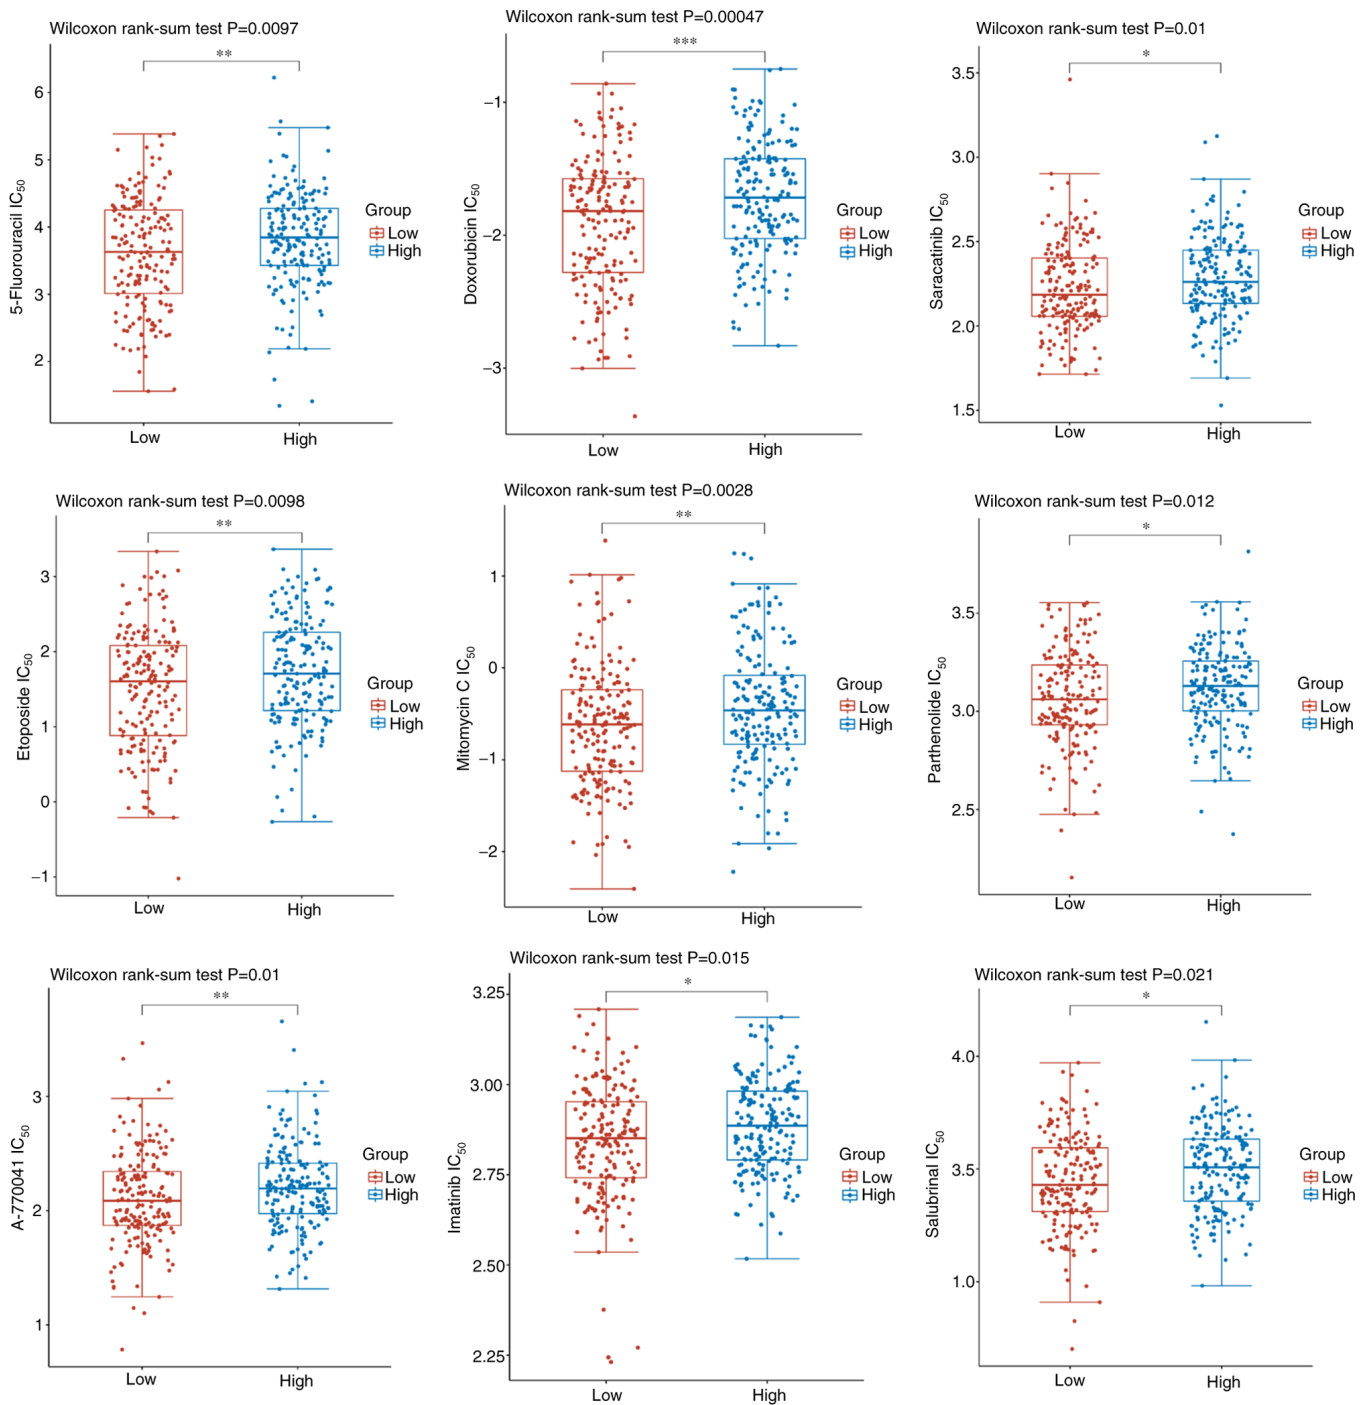 Wilcoxon rank-sum test P=0.0097
**
5-Fluorouracil IC50
6
5
4
3
2
Low
High
Group
Low
High
Wilcoxon rank-sum test P=0.00047
***
Doxorubicin IC50
−1
−2
−3
Low
High
Group
Low
High
Wilcoxon rank-sum test P=0.01
*
Saracatinib IC50
3.5
3.0
2.5
2.0
1.5
Low
High
Group
Low
High
Wilcoxon rank-sum test P=0.0098
**
Etoposide IC50
3
2
1
0
−1
Low
High
Group
Low
High
Wilcoxon rank-sum test P=0.0028
**
Mitomycin C IC50
1
0
−1
−2
Low
High
Group
Low
High
Wilcoxon rank-sum test P=0.012
*
Parthenolide IC50
3.5
3.0
2.5
Low
High
Group
Low
High
Wilcoxon rank-sum test P=0.01
**
A-770041 IC50
3
2
1
Low
High
Group
Low
High
Wilcoxon rank-sum test P=0.015
*
Imatinib IC50
3.25
3.00
2.75
2.50
2.25
Low
High
Group
Low
High
Wilcoxon rank-sum test P=0.021
*
Salubrinal IC50
4.0
3.5
1.0
Low
High
Group
Low
High